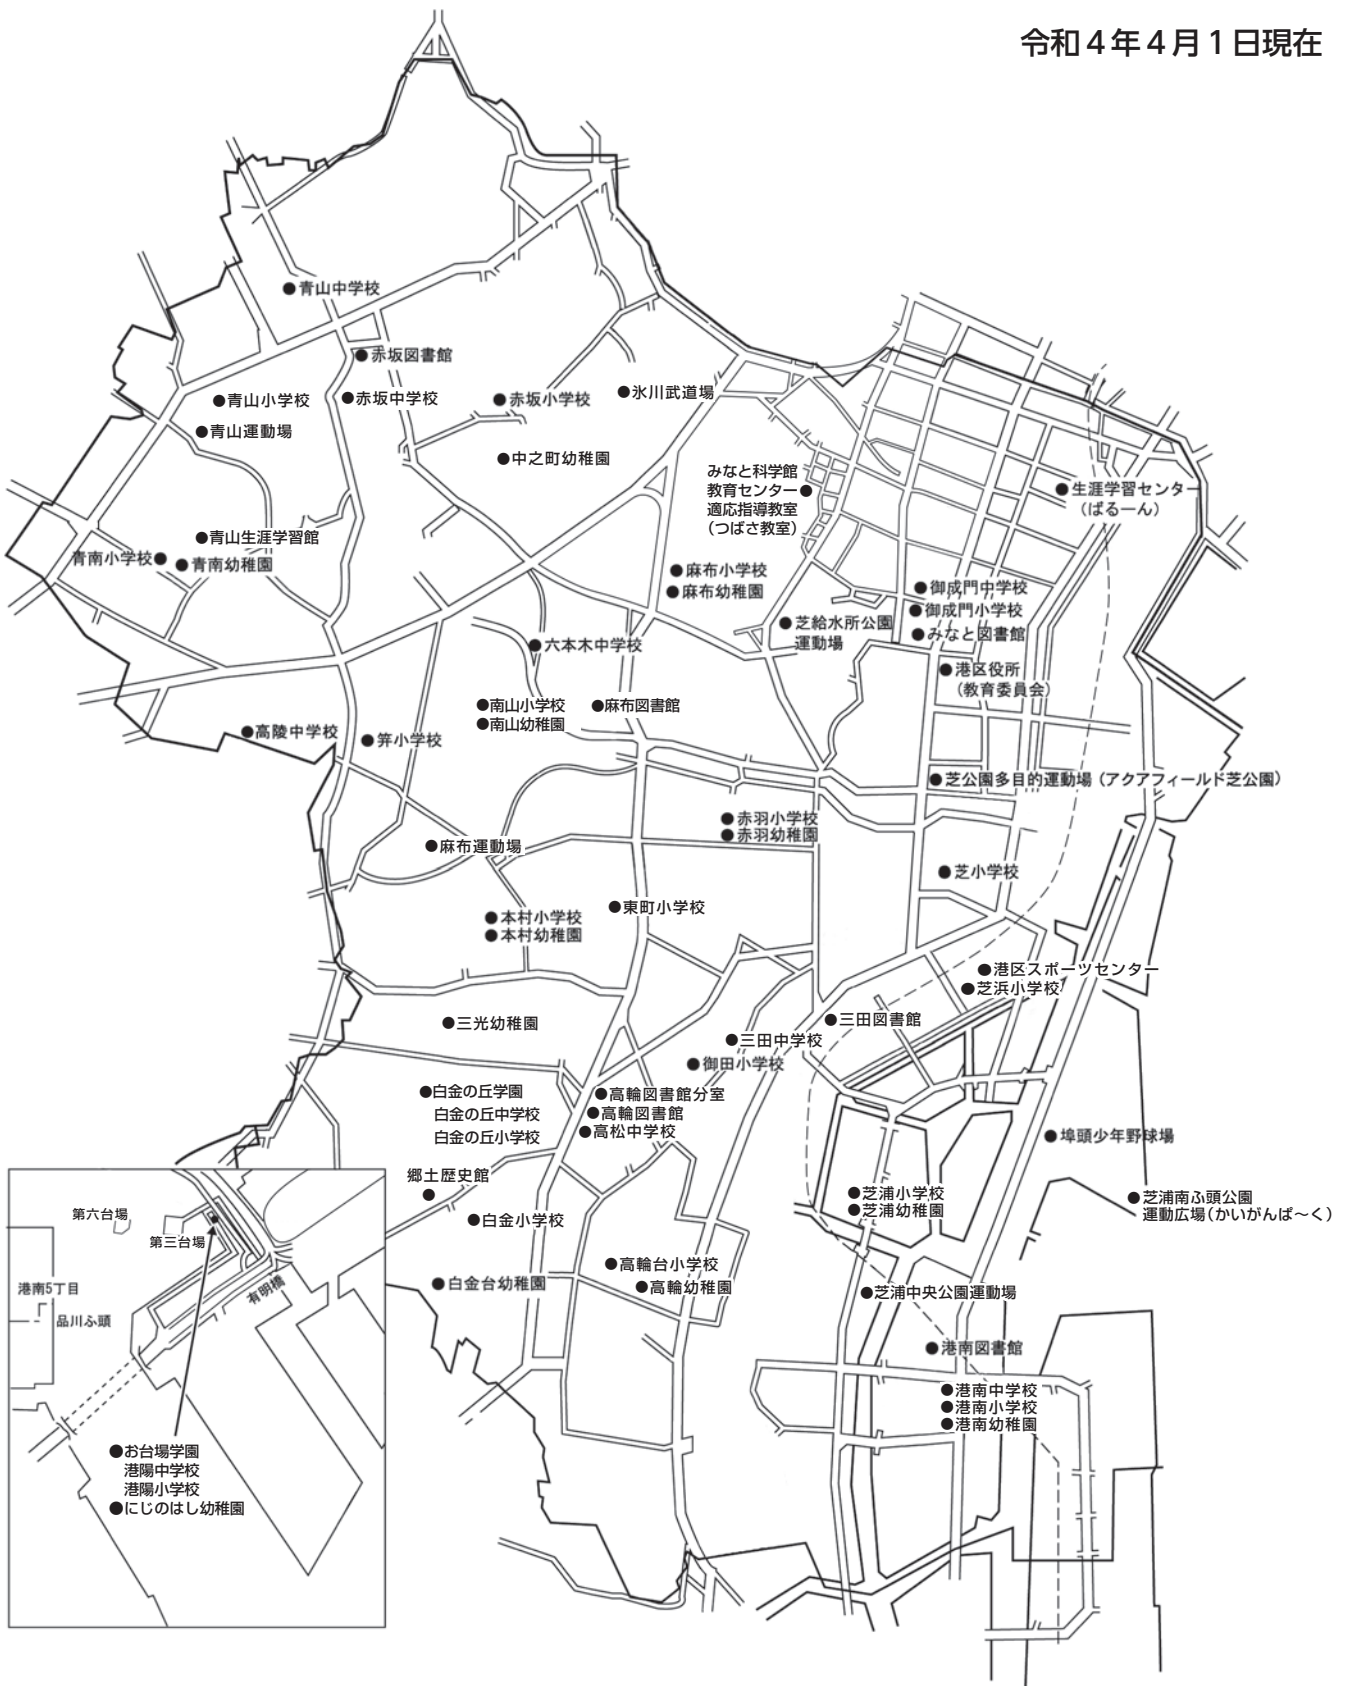 令和４年４月１日現在
●青山中学校
●赤坂図書館
●青山小学校
●赤坂中学校
●赤坂小学校
●氷川武道場
●青山運動場
●中之町幼稚園
みなと科学館
教育センター●
適応指導教室
（つばさ教室）
●生涯学習センター
（ばるーん）
●青山生涯学習館
青南小学校●
●青南幼稚園
●麻布小学校
●麻布幼稚園
●御成門中学校
●御成門小学校
●みなと図書館
●芝給水所公園
運動場
●六本木中学校
●港区役所
（教育委員会）
●南山小学校
●南山幼稚園
●麻布図書館
●高陵中学校
●笄小学校
●芝公園多目的運動場（アクアフィールド芝公園）
●赤羽小学校
●赤羽幼稚園
●麻布運動場
●芝小学校
●東町小学校
●本村小学校
●本村幼稚園
●港区スポーツセンター
●芝浜小学校
●三光幼稚園
●三田図書館
●三田中学校
●御田小学校
●白金の丘学園
白金の丘中学校
白金の丘小学校
●高輪図書館分室
●高輪図書館
●高松中学校
●埠頭少年野球場
郷土歴史館
●
●白金小学校
●芝浦小学校
●芝浦幼稚園
●芝浦南ふ頭公園
運動広場（かいがんぱ～く）
●高輪台小学校
●高輪幼稚園
●白金台幼稚園
●芝浦中央公園運動場
●港南図書館
●港南中学校
●港南小学校
●港南幼稚園
第六台場
第三台場
港南5丁目
品川ふ頭
有明橋
●お台場学園
港陽中学校
港陽小学校
●にじのはし幼稚園